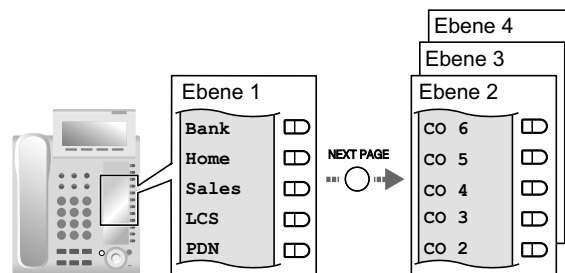 Ebene 1
Bank
Home
Sales
LCS
PDN
NEXT PAGE
Ebene 4
Ebene 3
Ebene 2
CO 6
CO 5
CO 4
CO 3
CO 2